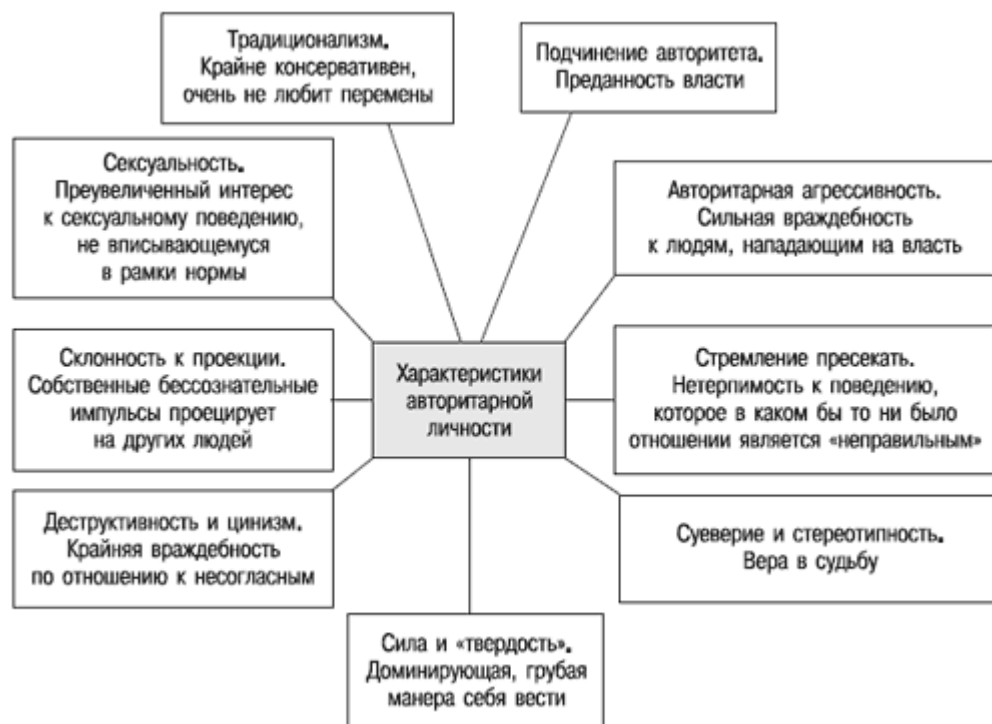 Традиционализм.
Крайне консервативен,
очень не любит перемены
Подчинение авторитета.
Преданность власти
Сексуальность.
Преувеличенный интерес
к сексуальному поведению,
не вписывающемуся
в рамки нормы
Авторитарная агрессивность.
Сильная враждебность
к людям, нападающим на власть
Склонность к проекции.
Собственные бессознательные
импульсы проецирует
на других людей
Характеристики
авторитарной
личности
Стремление пресекать.
Нетерпимость к поведению,
которое в каком бы то ни было
отношении является «неправильным»
Деструктивность и цинизм.
Крайняя враждебность
по отношению к несогласным
Суеверие и стереотипность.
Вера в судьбу
Сила и «твердость».
Доминирующая, грубая
манера себя вести